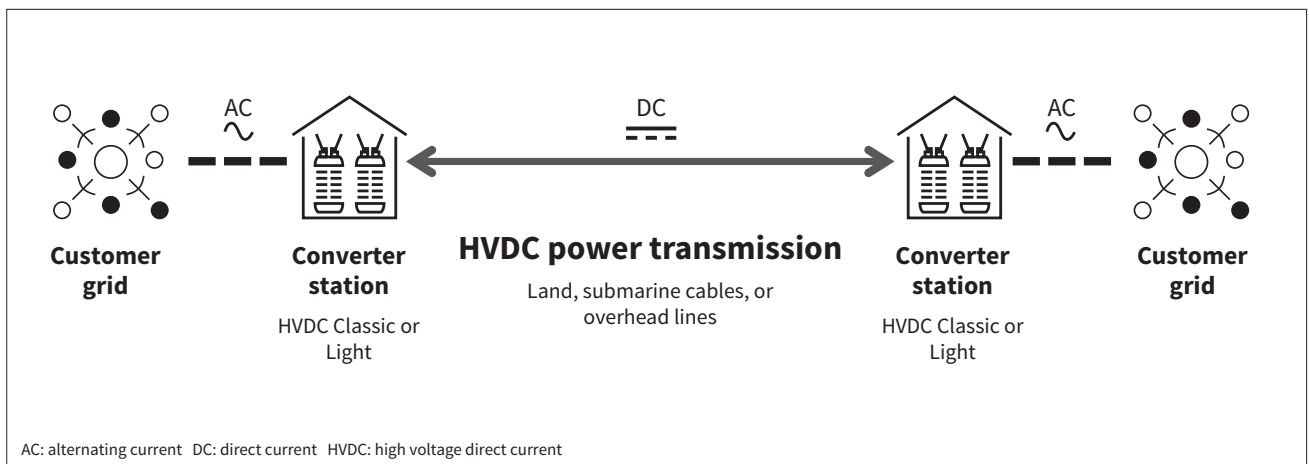 AC
DC
AC
Customer
grid
Converter
station
HVDC Classic or
Light
HVDC power transmission
Land, submarine cables, or
overhead lines
Converter
station
HVDC Classic or
Light
Customer
grid
AC: alternating current DC: direct current HVDC: high voltage direct current